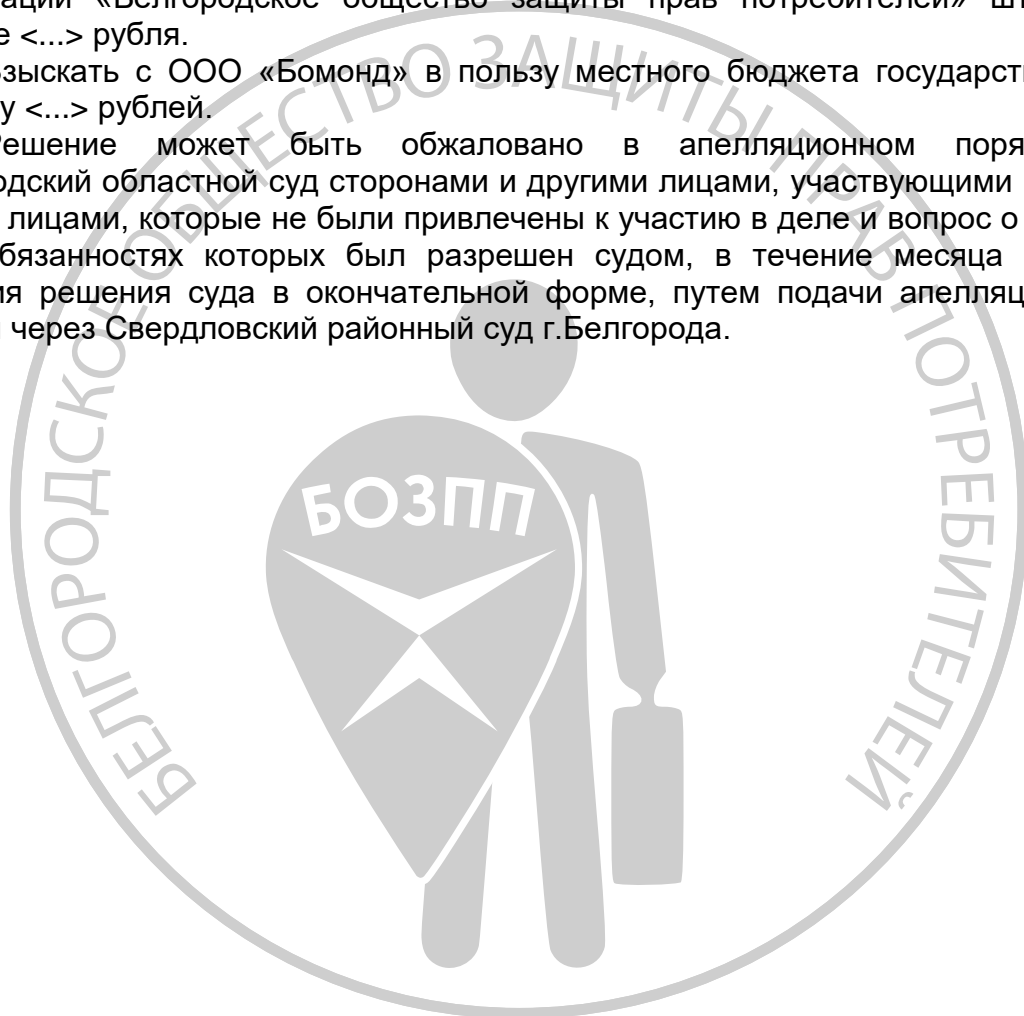 ации «Белгородское общество защиты прав потребителей» шт
е <...> рубля.
зыскать с ООО «Бомонд» в пользу местного бюджета государст
у <...> рублей.
Решение может быть обжаловано в апелляционном поря
одский областной суд сторонами и другими лицами, участвующими
лицами, которые не были привлечены к участию в деле и вопрос о
бязанностях которых был разрешен судом, в течение месяца
ия решения суда в окончательной форме, путем подачи апелляц
через Свердловский районный суд г.Белгорода.
БЕЛГОРОДСКОЕ ОБЩЕСТВО ЗАЩИТЫ ПРАВ ПОТРЕБИТЕЛЕЙ
БОЗПП